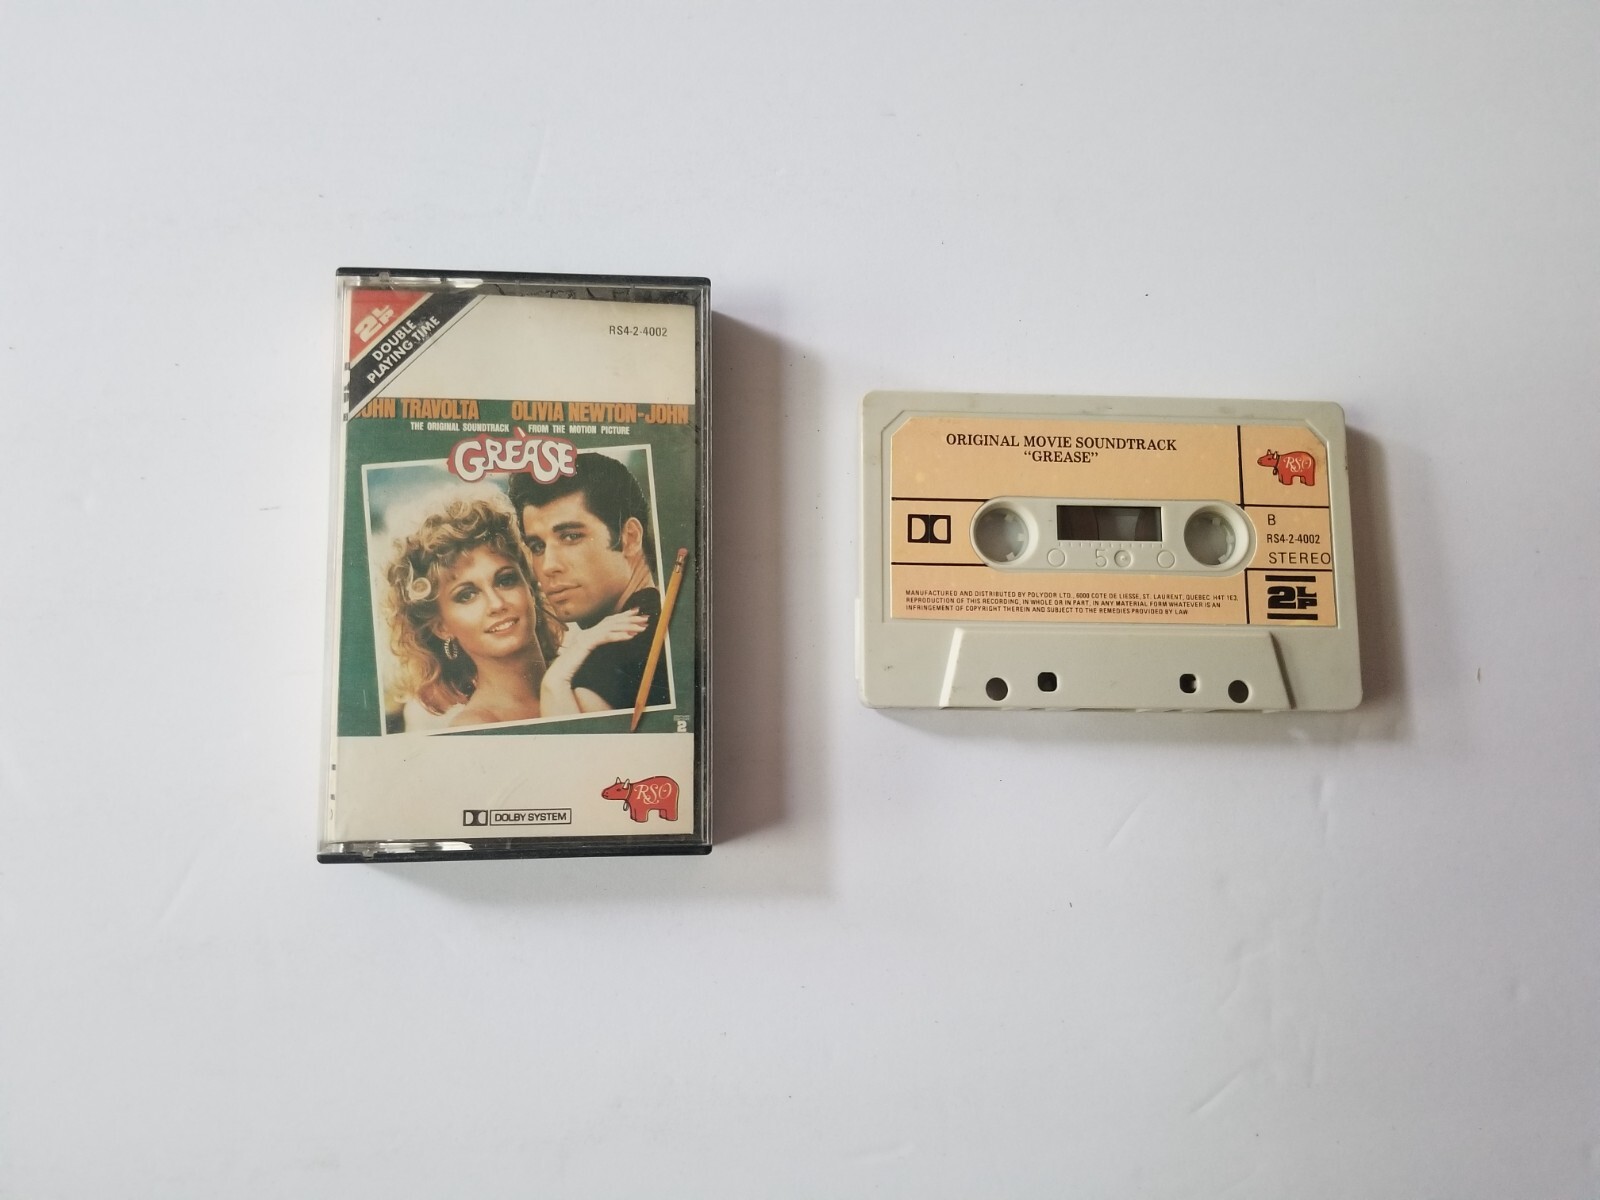 2LP
DOUBLE
PLAYING TIME
RS4-2-4002
JOHN TRAVOLTA OLIVIA NEWTON-JOHN
THE ORIGINAL SOUNDTRACK FROM THE MOTION PICTURE
GREASE
2
RSO
DOLBY SYSTEM
ORIGINAL MOVIE SOUNDTRACK
"GREASE"
RSO
B
RS4-2-4002
STEREO
5
2LP
MANUFACTURED AND DISTRIBUTED BY POLYDOR LTD., 6000 COTE DE LIESSE, ST. LAURENT, QUEBEC H4T 1E3.
REPRODUCTION OF THIS RECORDING, IN WHOLE OR IN PART, IN ANY MATERIAL FORM WHATEVER IS AN
INFRINGEMENT OF COPYRIGHT THEREIN AND SUBJECT TO THE REMEDIES PROVIDED BY LAW